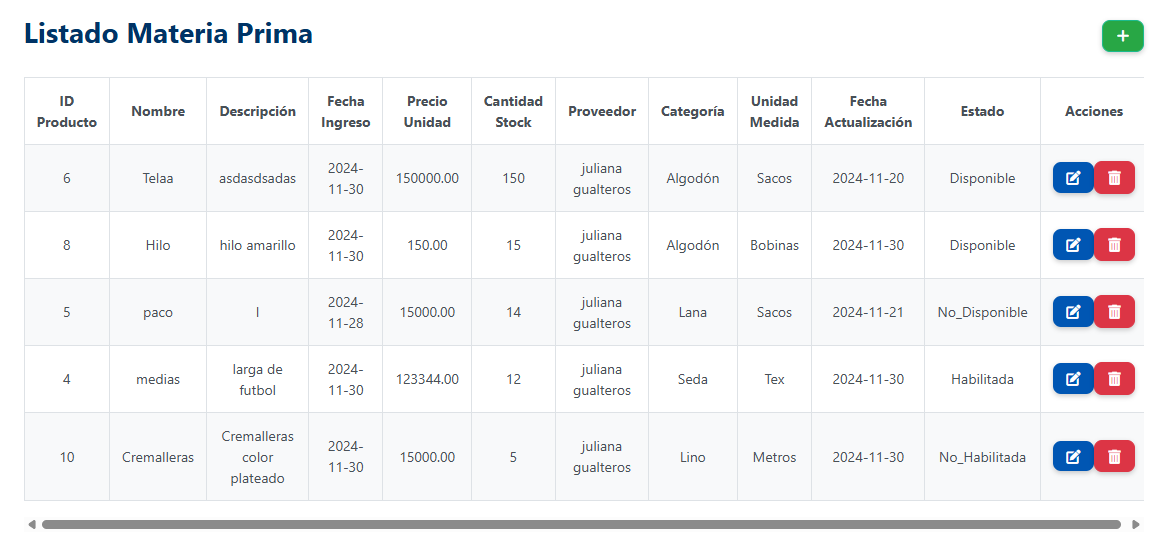 Listado Materia Prima
+
ID Producto Nombre Descripción Fecha Ingreso Precio Unidad Cantidad Stock Proveedor Categoría Unidad Medida Fecha Actualización Estado Acciones
6 Telaa asdasdsadas 2024-11-30 150000.00 150 juliana gualteros Algodón Sacos 2024-11-20 Disponible
8 Hilo hilo amarillo 2024-11-30 150.00 15 juliana gualteros Algodón Bobinas 2024-11-30 Disponible
5 paco l 2024-11-28 15000.00 14 juliana gualteros Lana Sacos 2024-11-21 No_Disponible
4 medias larga de futbol 2024-11-30 123344.00 12 juliana gualteros Seda Tex 2024-11-30 Habilitada
10 Cremalleras Cremalleras color plateado 2024-11-30 15000.00 5 juliana gualteros Lino Metros 2024-11-30 No_Habilitada